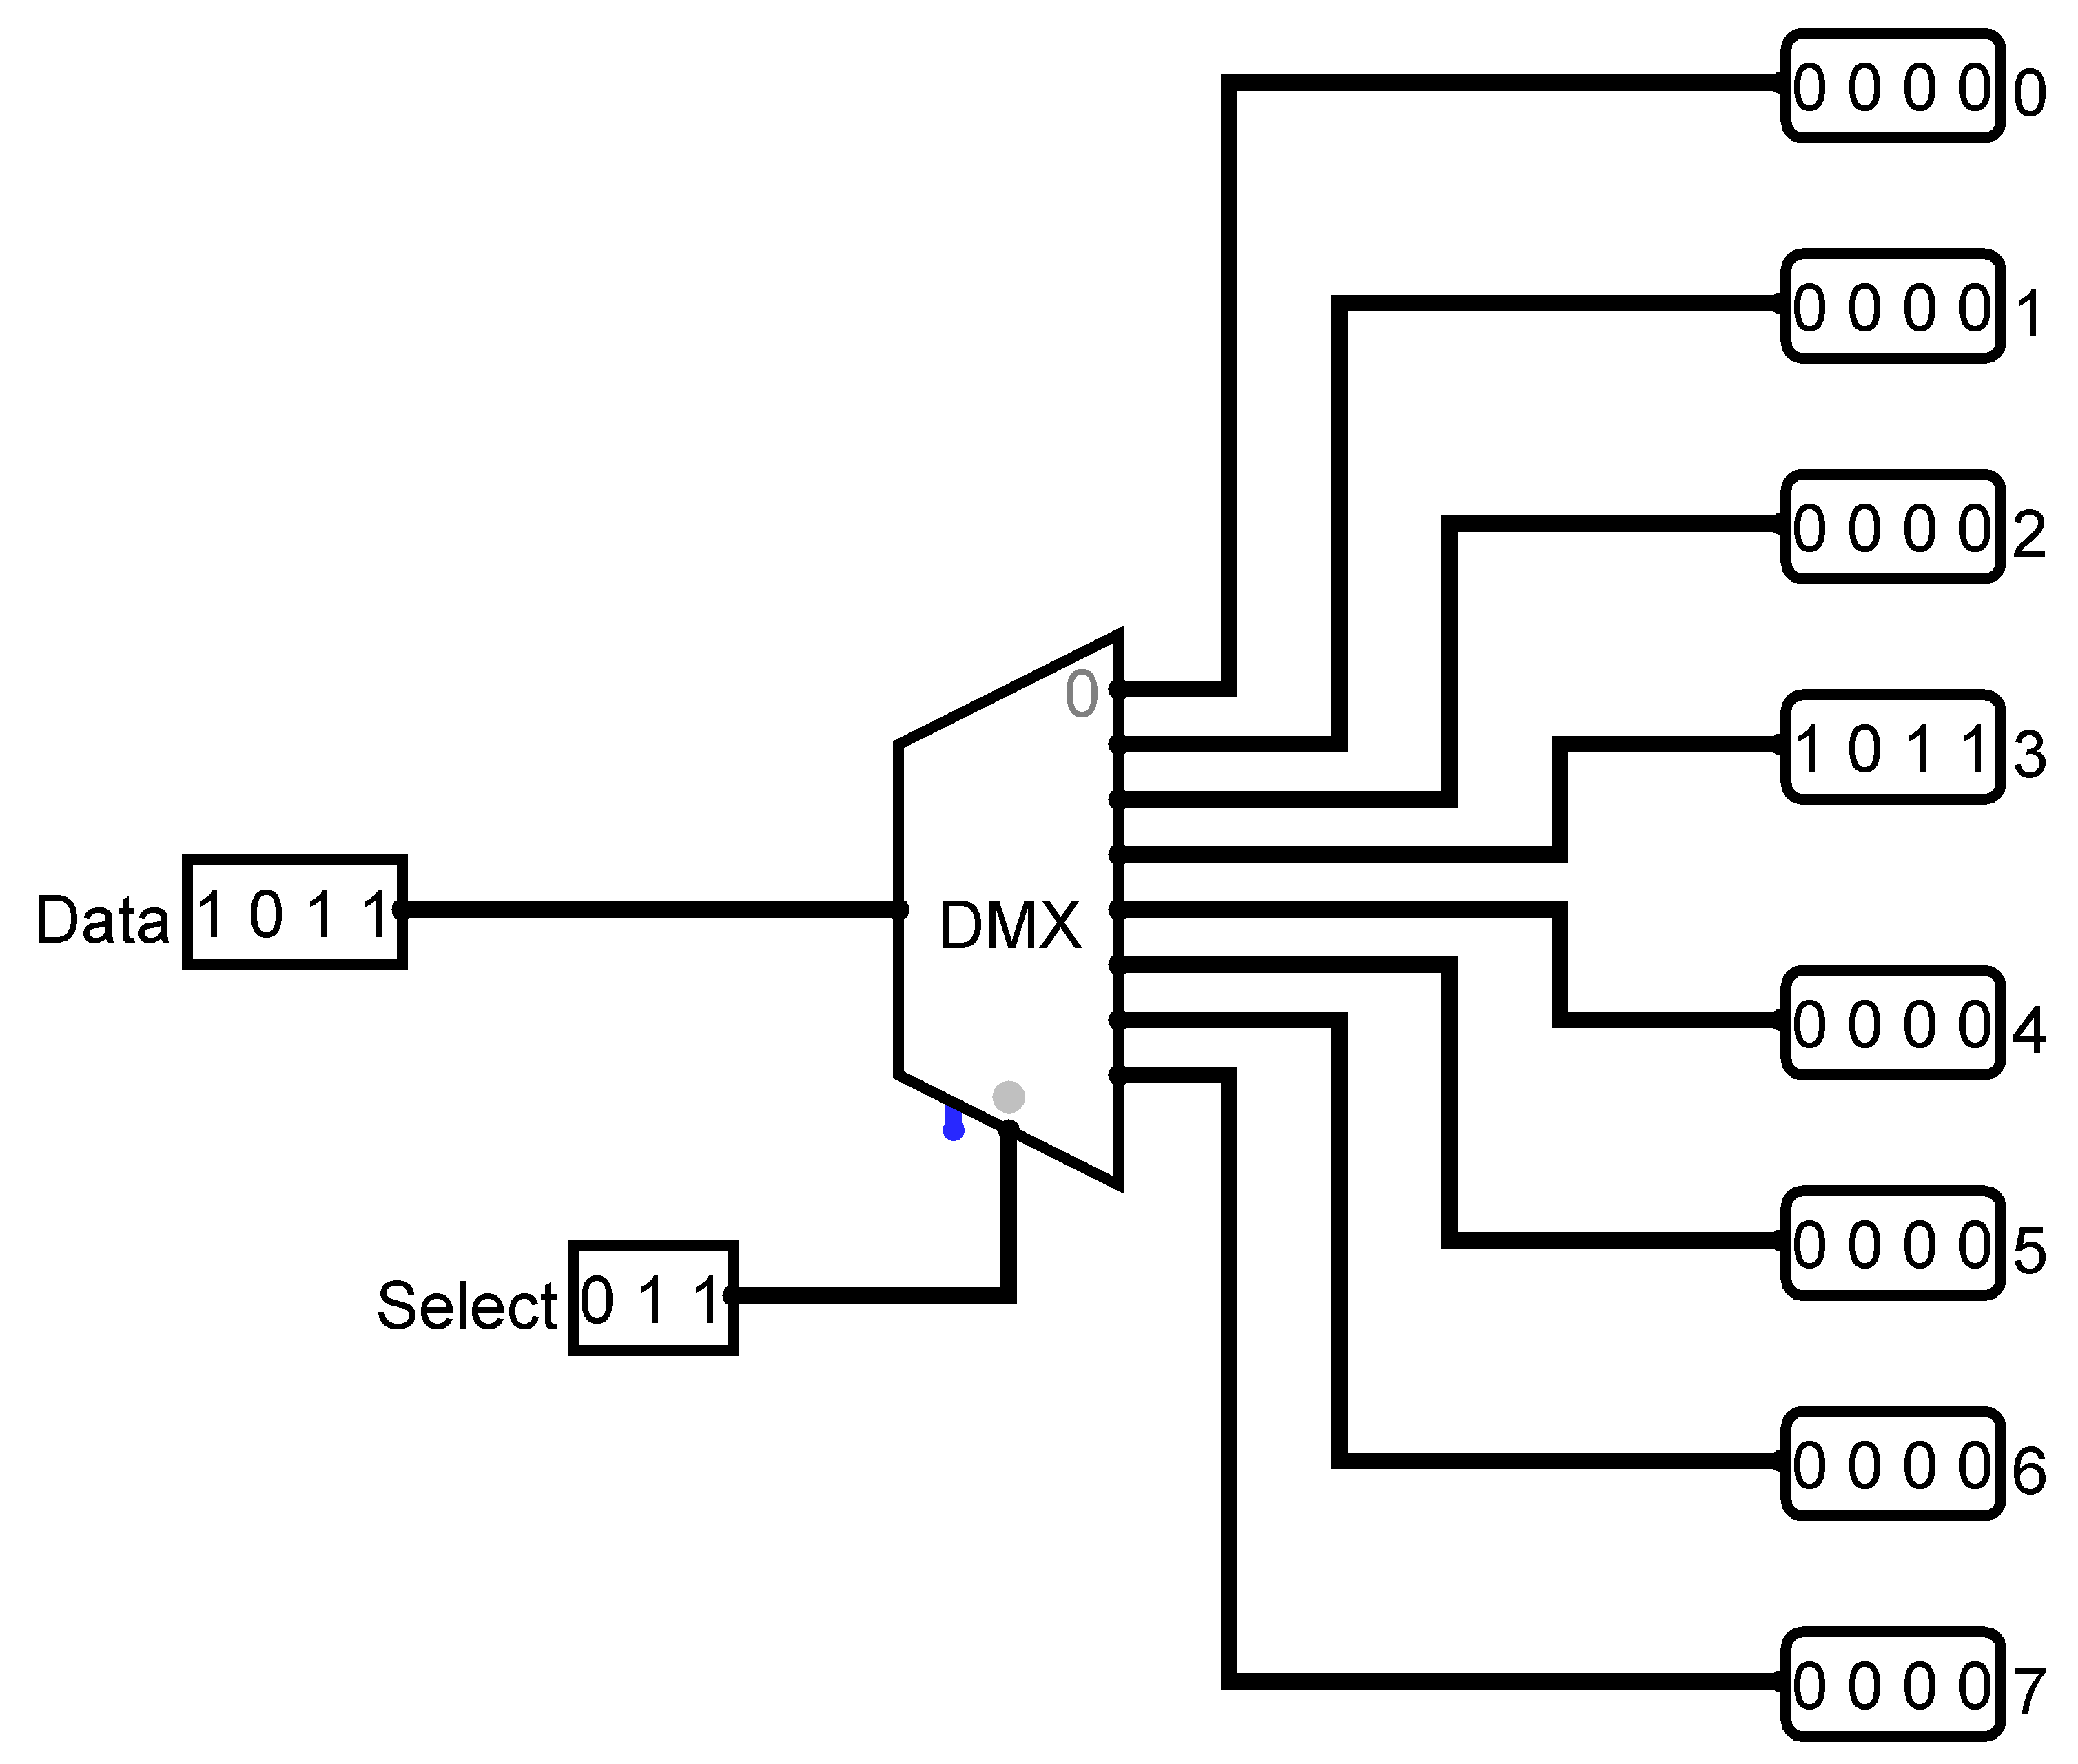 0 0 0 0 0
0 0 0 0 1
0 0 0 0 2
0
1 0 1 1 3
Data 1 0 1 1
DMX
0 0 0 0 4
0 0 0 0 5
Select 0 1 1
0 0 0 0 6
0 0 0 0 7